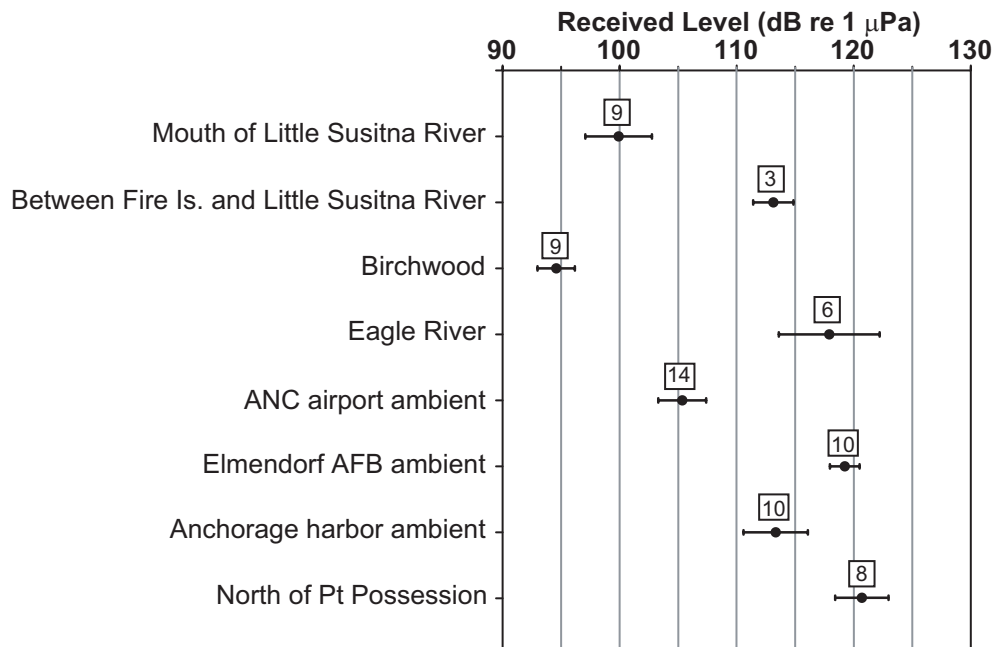 Received Level (dB re 1 μPa)
90 100 110 120 130
9
Mouth of Little Susitna River
3
Between Fire Is. and Little Susitna River
9
Birchwood
6
Eagle River
14
ANC airport ambient
10
Elmendorf AFB ambient
10
Anchorage harbor ambient
8
North of Pt Possession